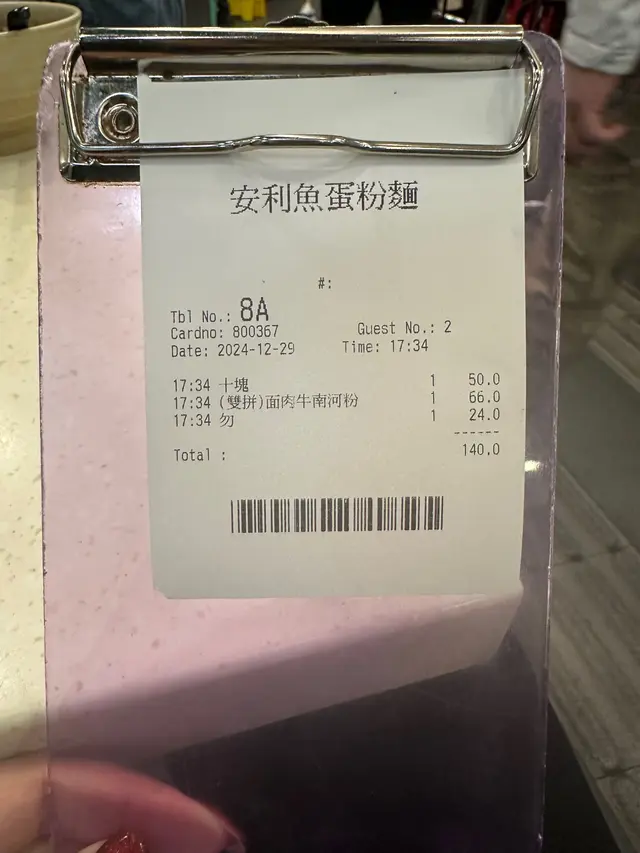 安利魚蛋粉麵
#:
Tbl No.: 8A
Cardno: 800367 Guest No.: 2
Date: 2024-12-29 Time: 17:34
17:34 十塊 1 50.0
17:34 (雙拼)面肉牛南河粉 1 66.0
17:34 勿 1 24.0
------
Total : 140.0